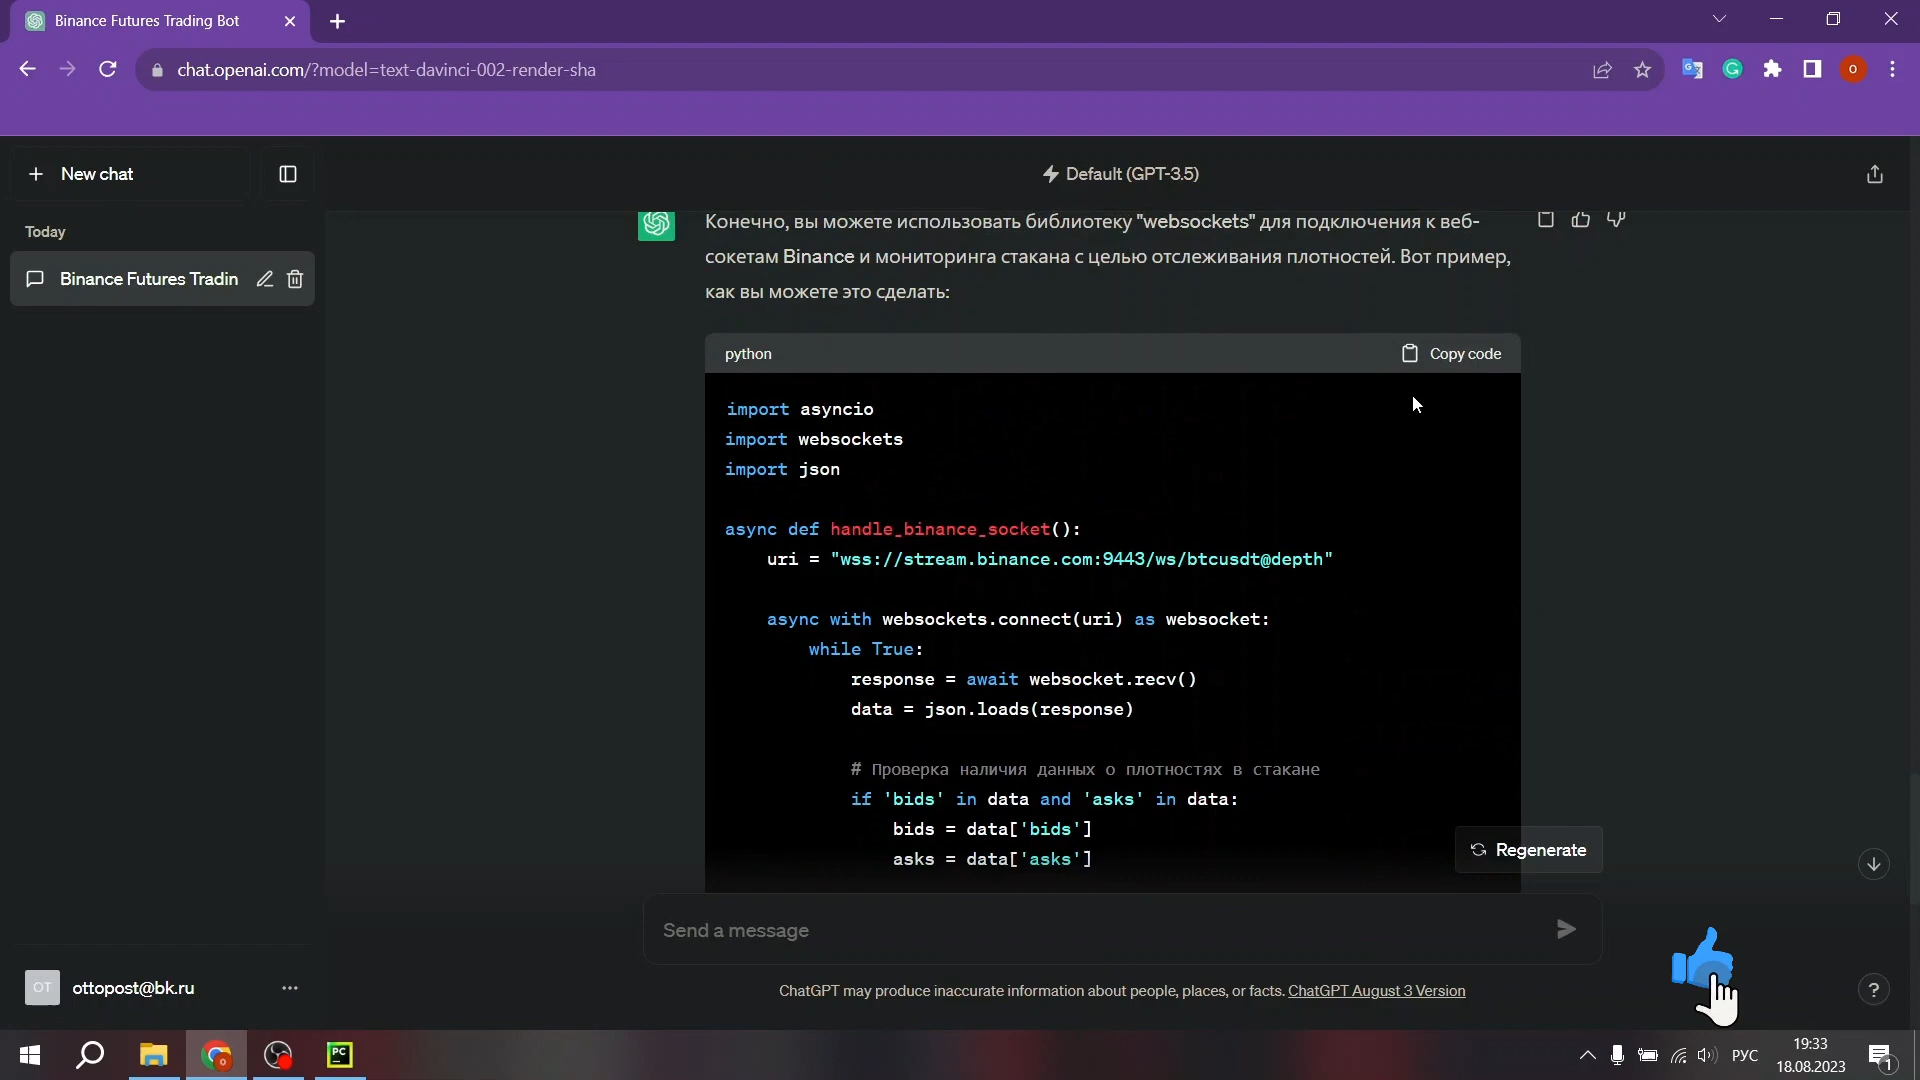 Binance Futures Trading Bot
chat.openai.com/?model=text-davinci-002-render-sha
O
New chat
Default (GPT-3.5)
Today
Binance Futures Tradin
Конечно, вы можете использовать библиотеку "websockets" для подключения к веб-
сокетам Binance и мониторинга стакана с целью отслеживания плотностей. Вот пример,
как вы можете это сделать:
python
Copy code
import asyncio
import websockets
import json
async def handle_binance_socket():
uri = "wss://stream.binance.com:9443/ws/btcusdt@depth"
async with websockets.connect(uri) as websocket:
while True:
response = await websocket.recv()
data = json.loads(response)
# Проверка наличия данных о плотностях в стакане
if 'bids' in data and 'asks' in data:
bids = data['bids']
asks = data['asks']
Regenerate
Send a message
OT
ottopost@bk.ru
ChatGPT may produce inaccurate information about people, places, or facts. ChatGPT August 3 Version
?
PC
РУС
19:33
18.08.2023
1